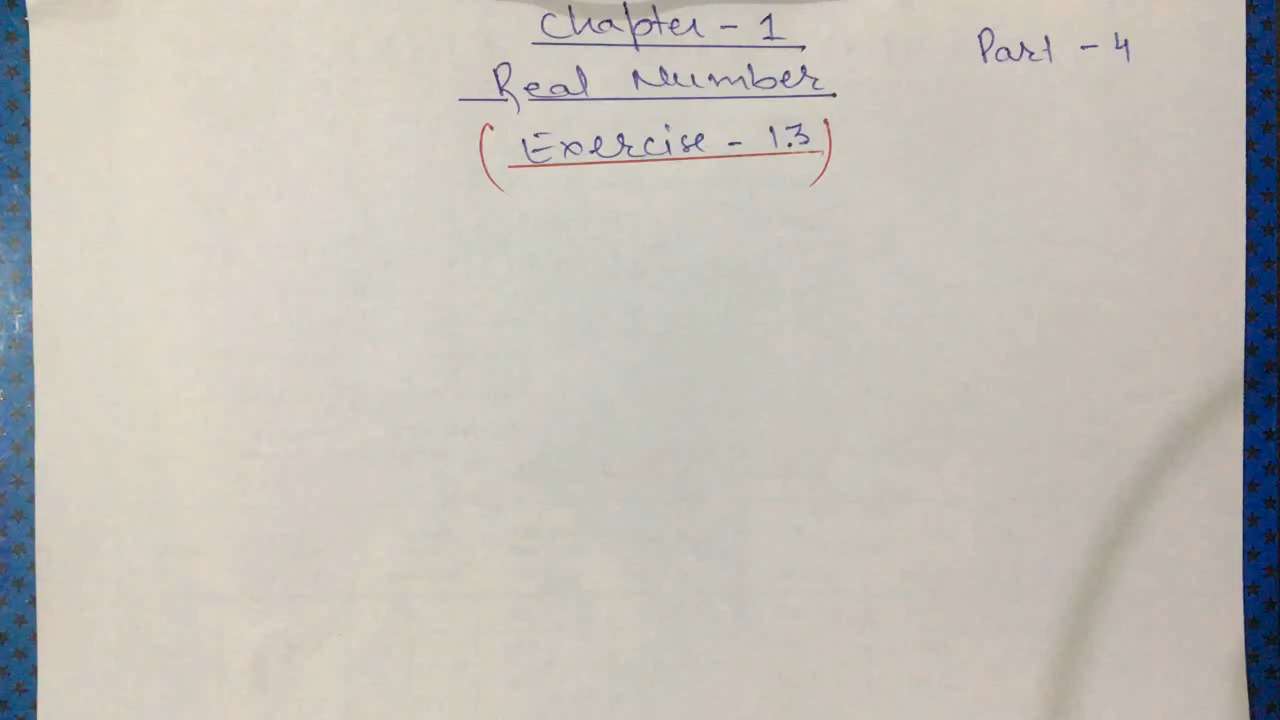 Chapter - 1
Part - 4
Real Number
(Exercise - 1.3)